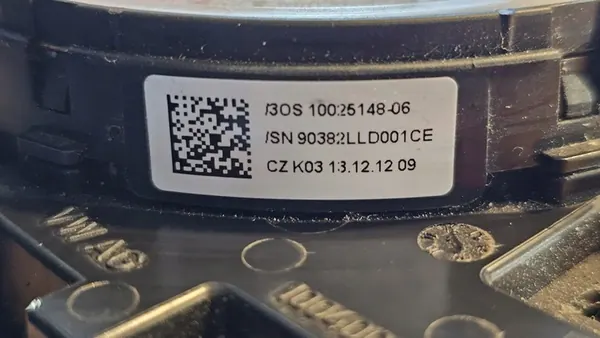 /3OS 10025148-06
/SN 90382LLD001CE
CZ K03 13.12.12 09